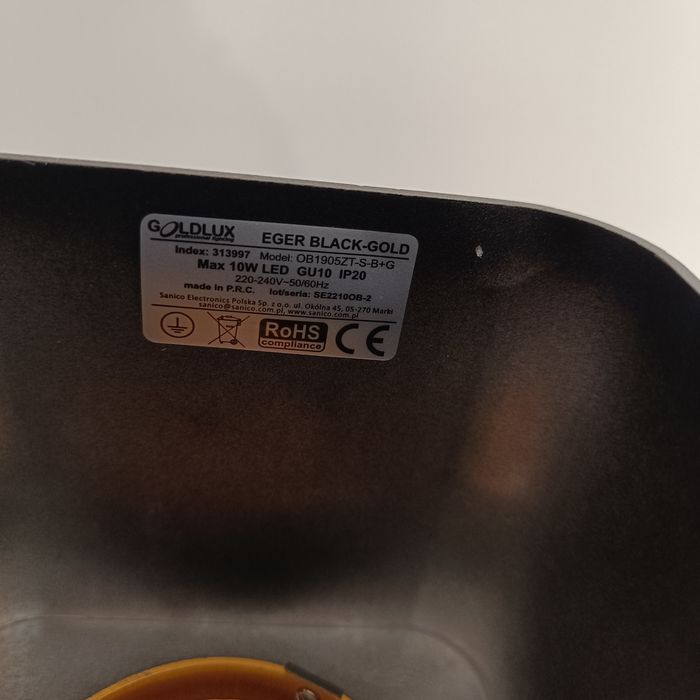 GOLDLUX
professional lighting
EGER BLACK-GOLD
Index: 313997 Model: OB1905ZT-S-B+G
Max 10W LED GU10 IP20
220-240V~50/60Hz
made in P.R.C. lot/seria: SE2210OB-2
Sanico Electronics Polska Sp. z o.o. ul. Okólna 45, 05-270 Marki
sanico@sanico.com.pl, www.sanico.com.pl
RoHS
compliance
CE